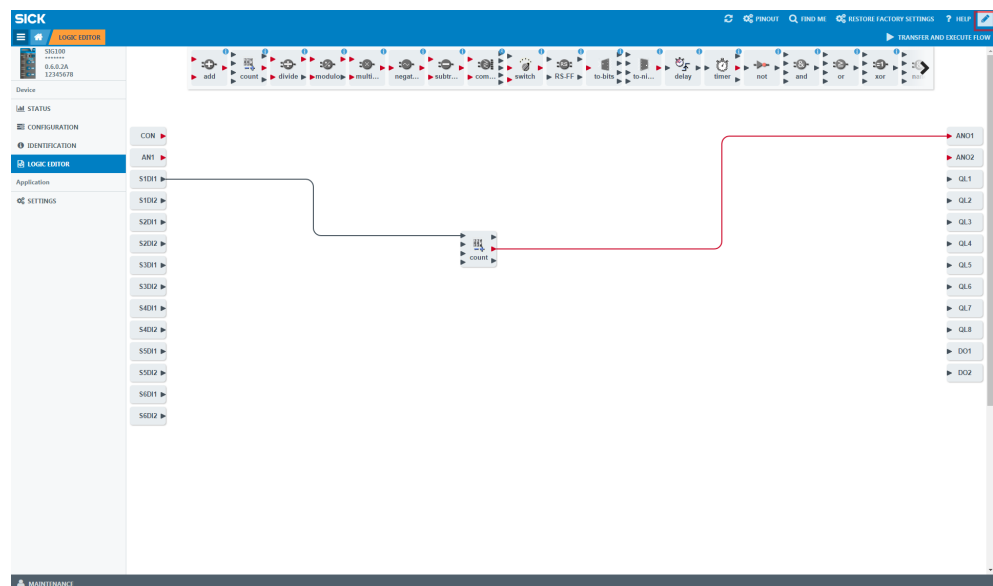 SICK
PINOUT FIND ME RESTORE FACTORY SETTINGS ? HELP
LOGIC EDITOR
TRANSFER AND EXECUTE FLOW
SIG100
*******
0.6.0.2A
12345678
add count divide modulop multi... negat... subtr... com... switch RS-FF to-bits to-ni... delay timer not and or xor
Device
STATUS
CONFIGURATION
IDENTIFICATION
LOGIC EDITOR
Application
SETTINGS
CON
AN1
S1DI1
S1DI2
S2DI1
S2DI2
S3DI1
S3DI2
S4DI1
S4DI2
S5DI1
S5DI2
S6DI1
S6DI2
count
ANO1
ANO2
QL1
QL2
QL3
QL4
QL5
QL6
QL7
QL8
DO1
DO2
MAINTENANCE